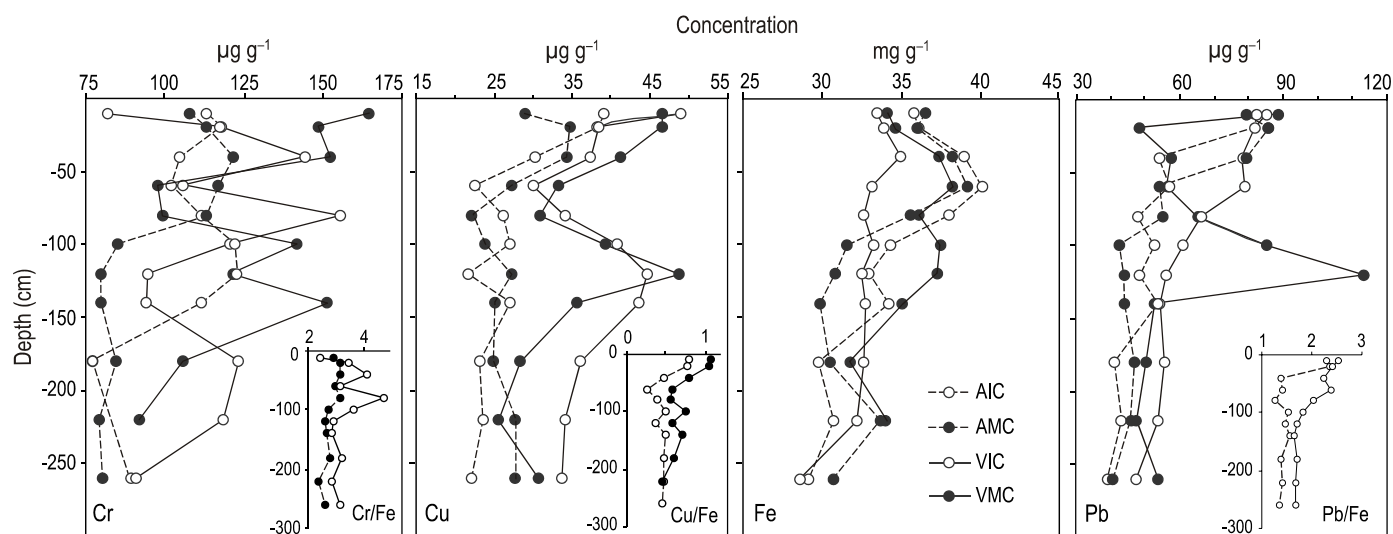 Concentration
µg g–1 µg g–1 mg g–1 µg g–1
75 100 125 150 175 15 25 35 45 55 25 30 35 40 45 30 60 90 120
Depth (cm)
-50
-100
-150
-200
-250
2 4
0
-100
-200
-300
0 1
0
-100
-200
-300
1 2 3
0
-100
-200
-300
AIC
AMC
VIC
VMC
Cr Cr/Fe Cu Cu/Fe Fe Pb Pb/Fe